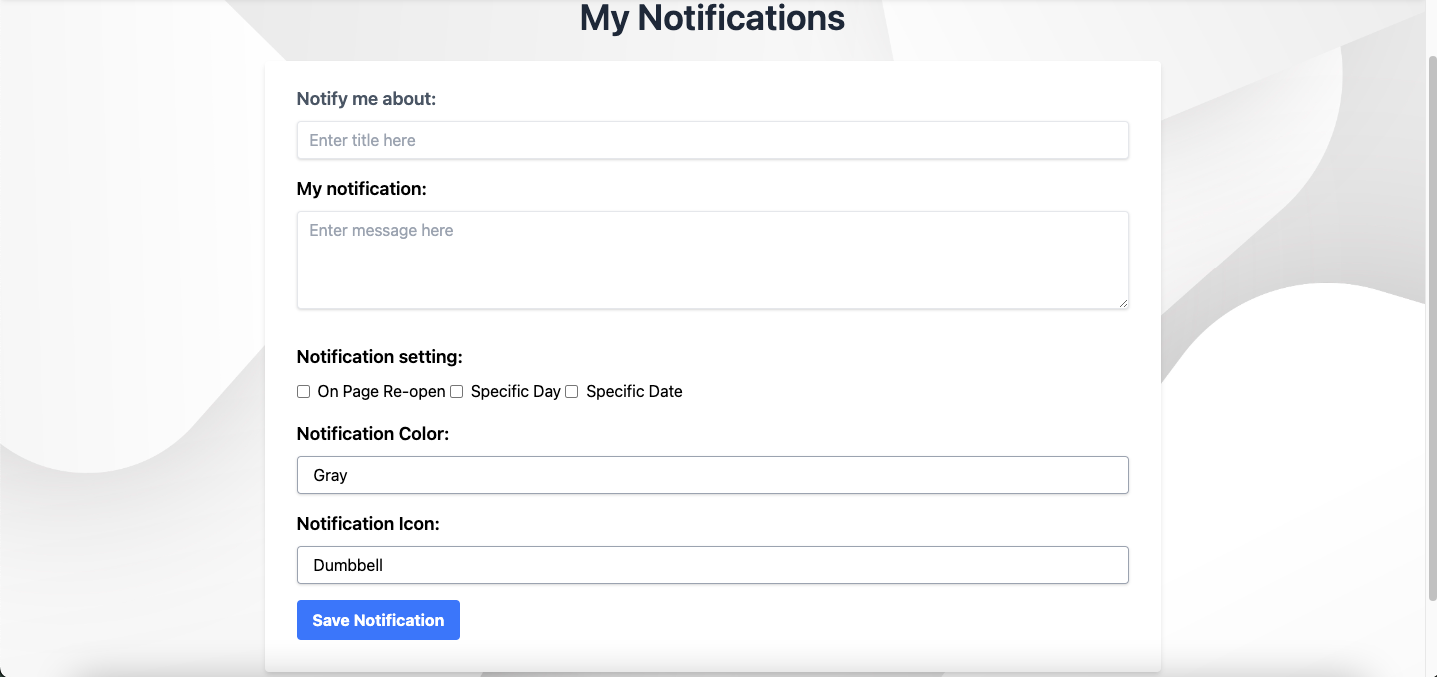 My Notifications
Notify me about:
Enter title here
My notification:
Enter message here
Notification setting:
On Page Re-open Specific Day Specific Date
Notification Color:
Gray
Notification Icon:
Dumbbell
Save Notification